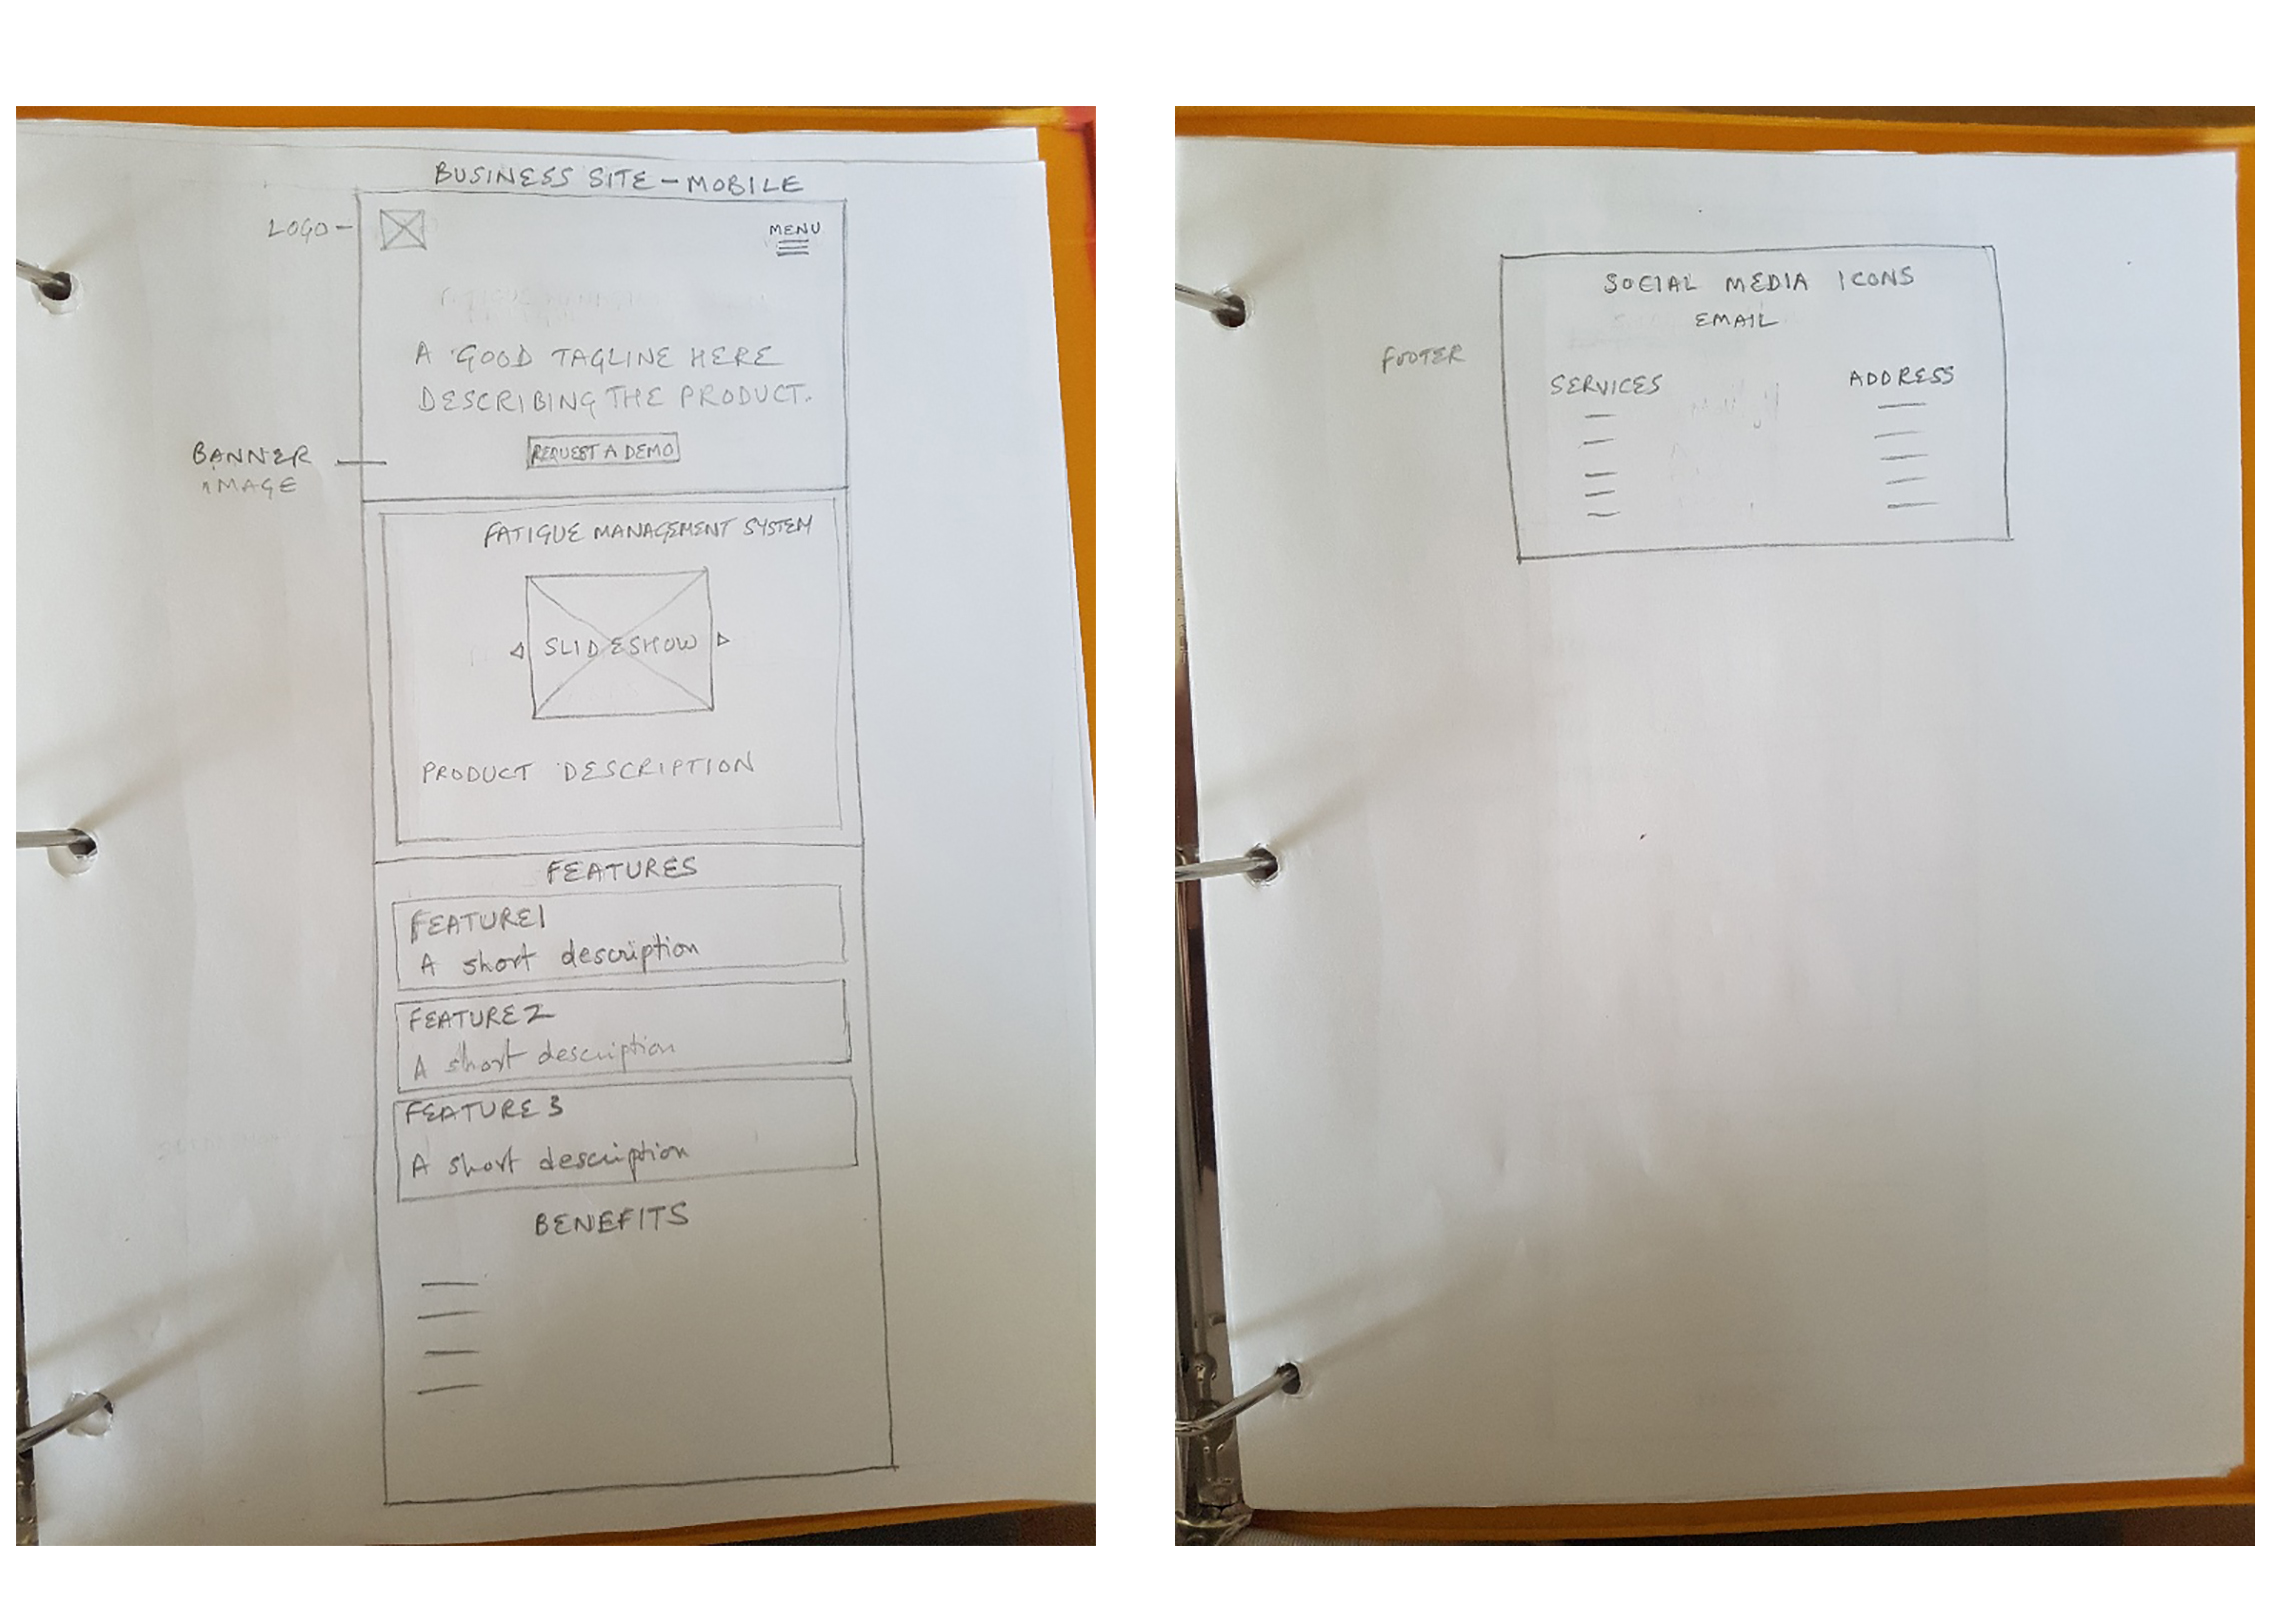 BUSINESS SITE - MOBILE
LOGO -
MENU
A GOOD TAGLINE HERE
DESCRIBING THE PRODUCT.
REQUEST A DEMO
BANNER
IMAGE
FATIGUE MANAGEMENT SYSTEM
SLIDESHOW
PRODUCT DESCRIPTION
FEATURES
FEATURE 1
A short description
FEATURE 2
A short description
FEATURE 3
A short description
BENEFITS
SOCIAL MEDIA ICONS
EMAIL
FOOTER
SERVICES
ADDRESS